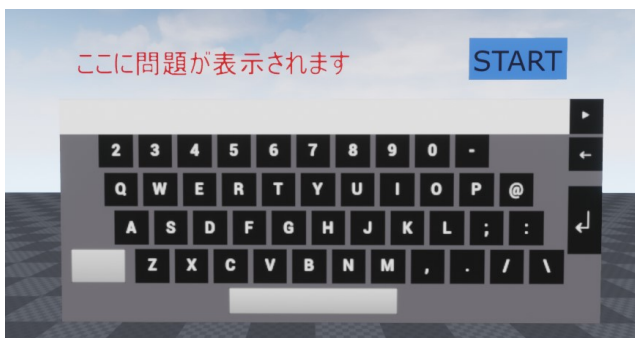 ここに問題が表示されます START
▶
2 3 4 5 6 7 8 9 0 - ←
Q W E R T Y U I O P @
A S D F G H J K L ; : ↵
Z X C V B N M , . / \